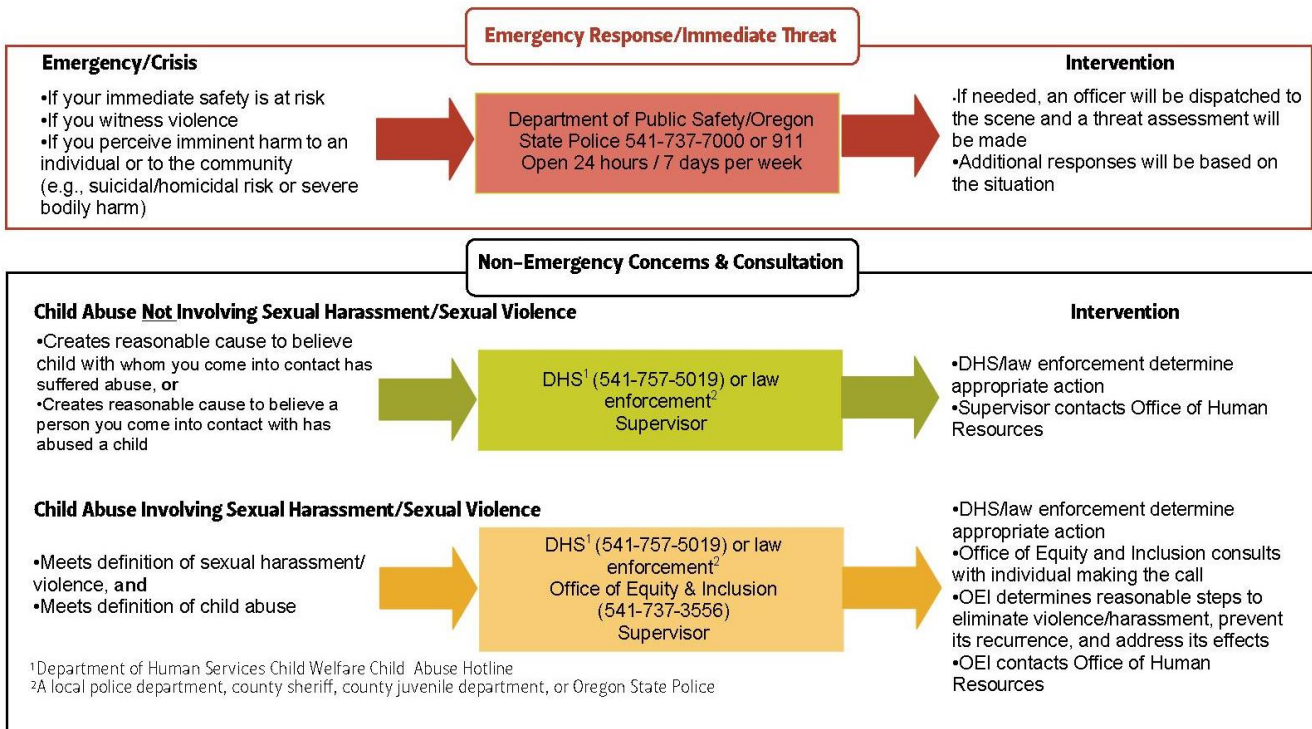 Emergency Response/Immediate Threat
Emergency/Crisis
•If your immediate safety is at risk
•If you witness violence
•If you perceive imminent harm to an
individual or to the community
(e.g., suicidal/homicidal risk or severe
bodily harm)
Department of Public Safety/Oregon
State Police 541-737-7000 or 911
Open 24 hours / 7 days per week
Intervention
.If needed, an officer will be dispatched to
the scene and a threat assessment will
be made
•Additional responses will be based on
the situation
Non-Emergency Concerns & Consultation
Child Abuse Not Involving Sexual Harassment/Sexual Violence
•Creates reasonable cause to believe
child with whom you come into contact has
suffered abuse, or
•Creates reasonable cause to believe a
person you come into contact with has
abused a child
DHS¹ (541-757-5019) or law
enforcement²
Supervisor
Intervention
•DHS/law enforcement determine
appropriate action
•Supervisor contacts Office of Human
Resources
Child Abuse Involving Sexual Harassment/Sexual Violence
•Meets definition of sexual harassment/
violence, and
•Meets definition of child abuse
DHS¹ (541-757-5019) or law
enforcement²
Office of Equity & Inclusion
(541-737-3556)
Supervisor
•DHS/law enforcement determine
appropriate action
•Office of Equity and Inclusion consults
with individual making the call
•OEI determines reasonable steps to
eliminate violence/harassment, prevent
its recurrence, and address its effects
•OEI contacts Office of Human
Resources
¹Department of Human Services Child Welfare Child Abuse Hotline
²A local police department, county sheriff, county juvenile department, or Oregon State Police